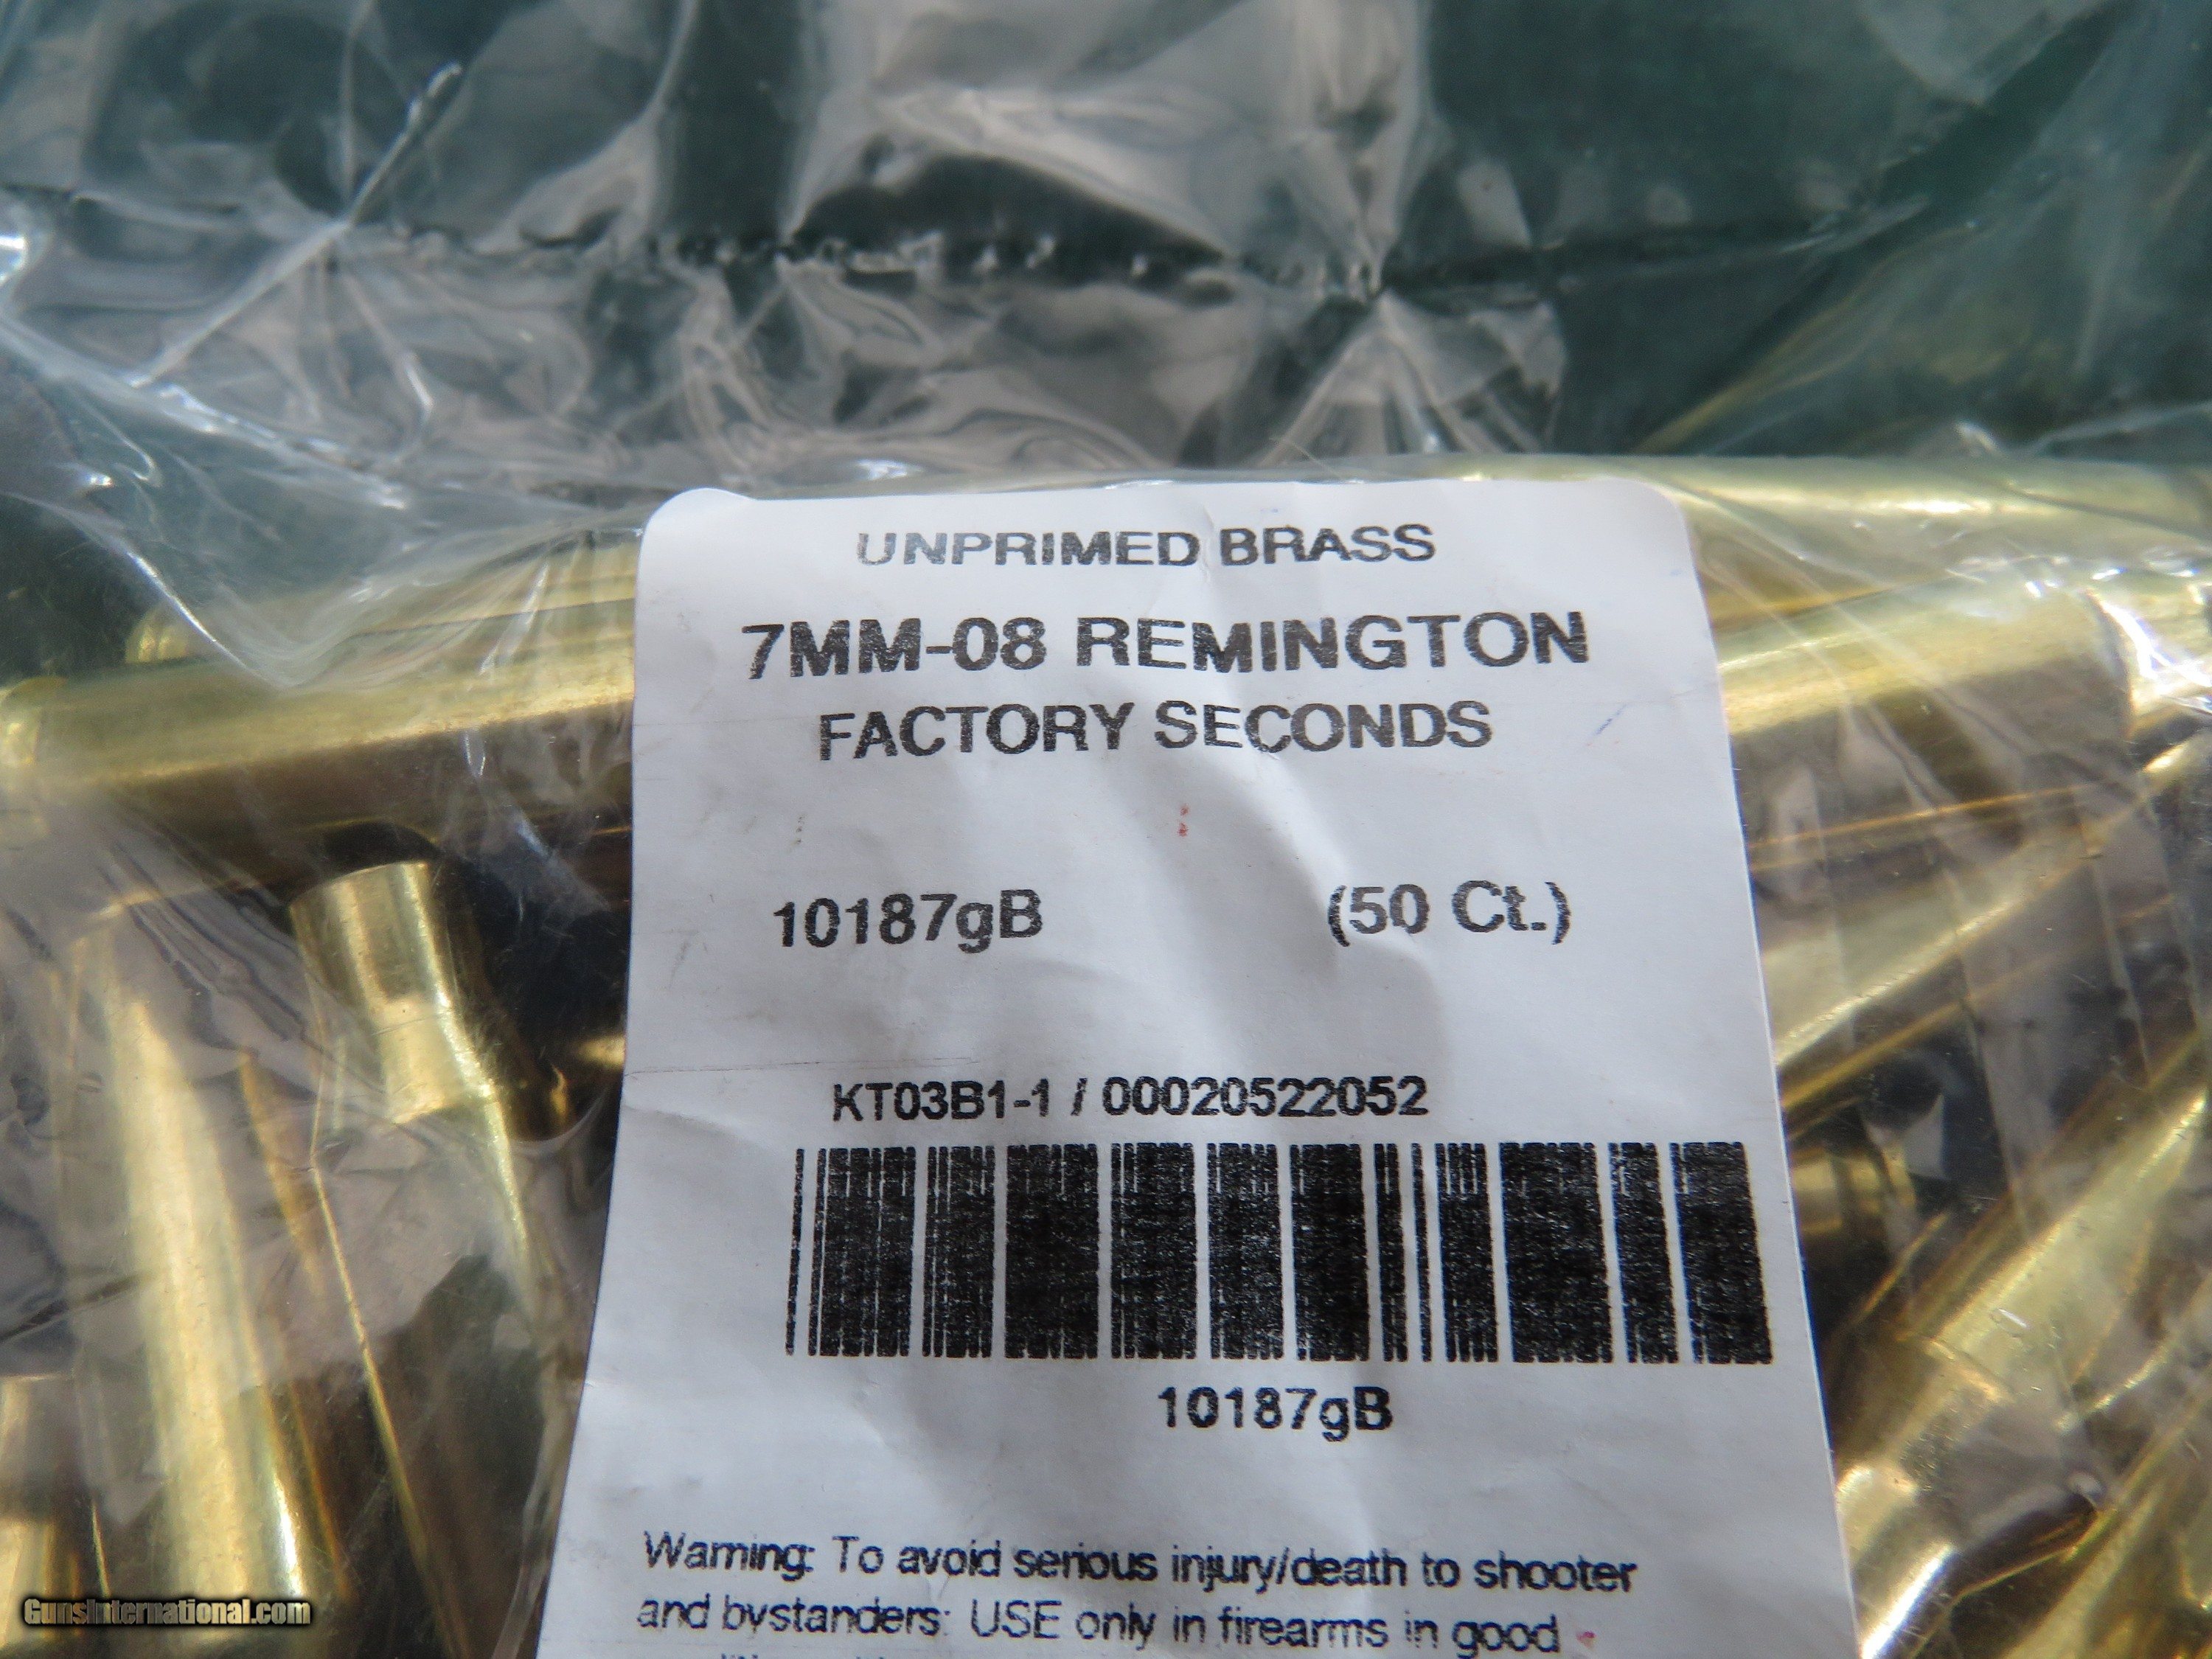 UNPRIMED BRASS
7MM-08 REMINGTON
FACTORY SECONDS
10187gB (50 Ct.)
KT03B1-1 / 00020522052
10187gB
Warning: To avoid serious injury/death to shooter
and bystanders: USE only in firearms in good
GunsInternational.com